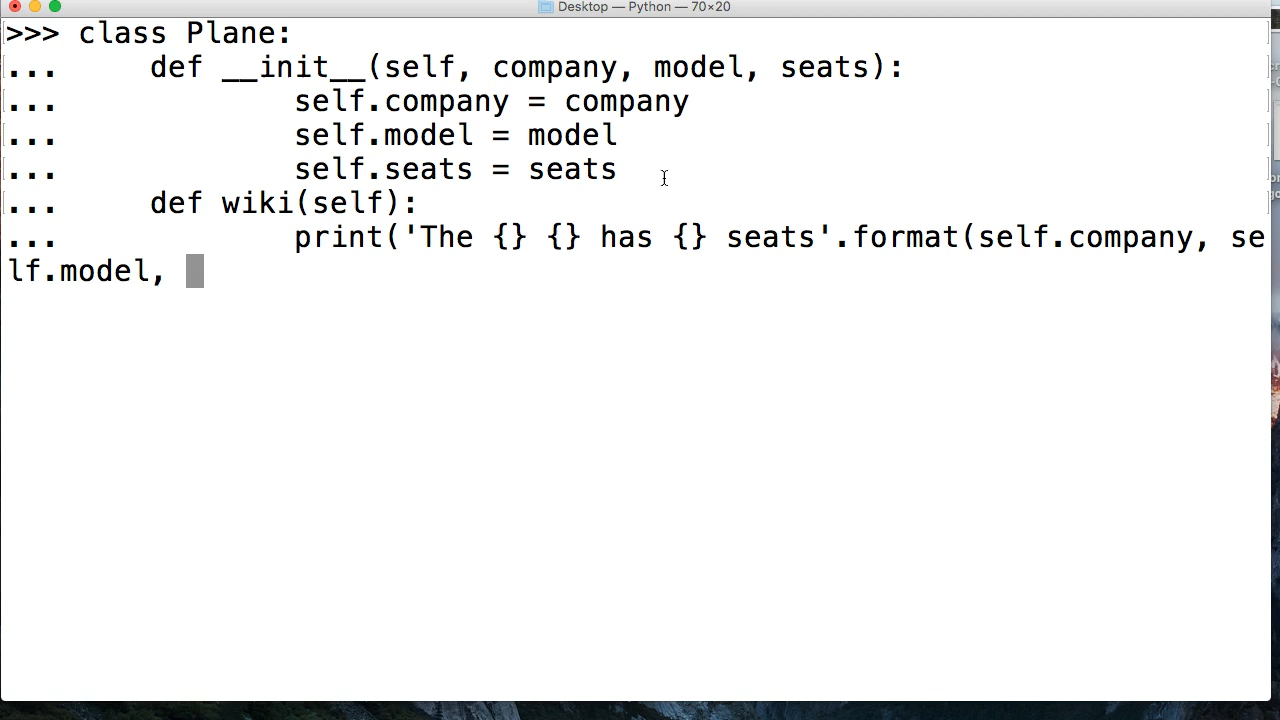 Desktop — Python — 70×20
>>> class Plane:
...     def __init__(self, company, model, seats):
...             self.company = company
...             self.model = model
...             self.seats = seats
...     def wiki(self):
...             print('The {} {} has {} seats'.format(self.company, se
lf.model,